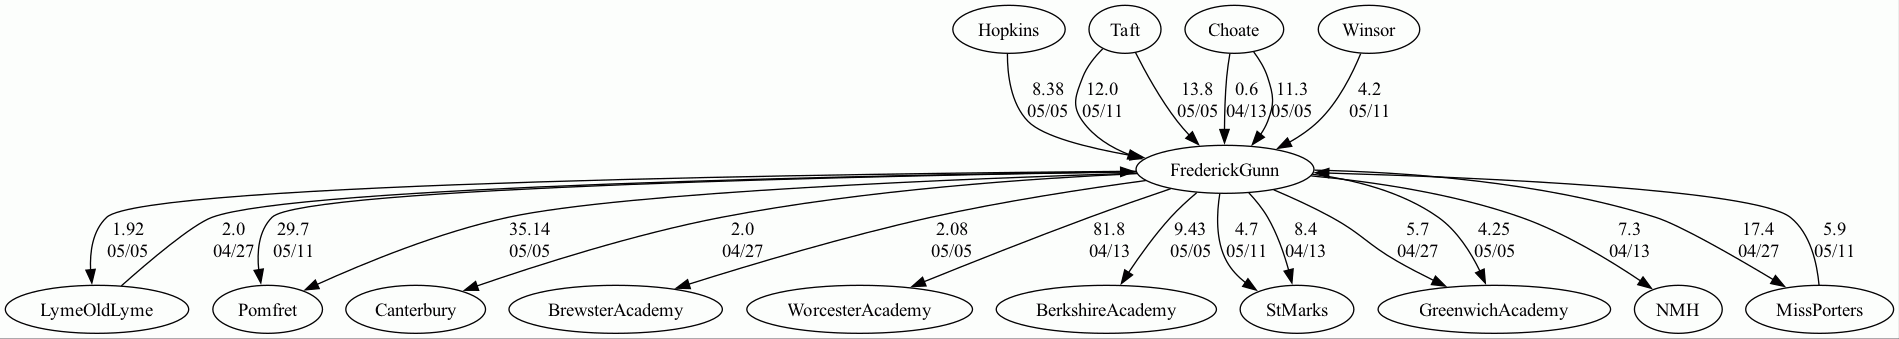 Hopkins
Taft
Choate
Winsor
8.38
05/05
12.0
05/11
13.8
05/05
0.6
04/13
11.3
05/05
4.2
05/11
FrederickGunn
1.92
05/05
2.0
04/27
29.7
05/11
35.14
05/05
2.0
04/27
2.08
05/05
81.8
04/13
9.43
05/05
4.7
05/11
8.4
04/13
5.7
04/27
4.25
05/05
7.3
04/13
17.4
04/27
5.9
05/11
LymeOldLyme
Pomfret
Canterbury
BrewsterAcademy
WorcesterAcademy
BerkshireAcademy
StMarks
GreenwichAcademy
NMH
MissPorters